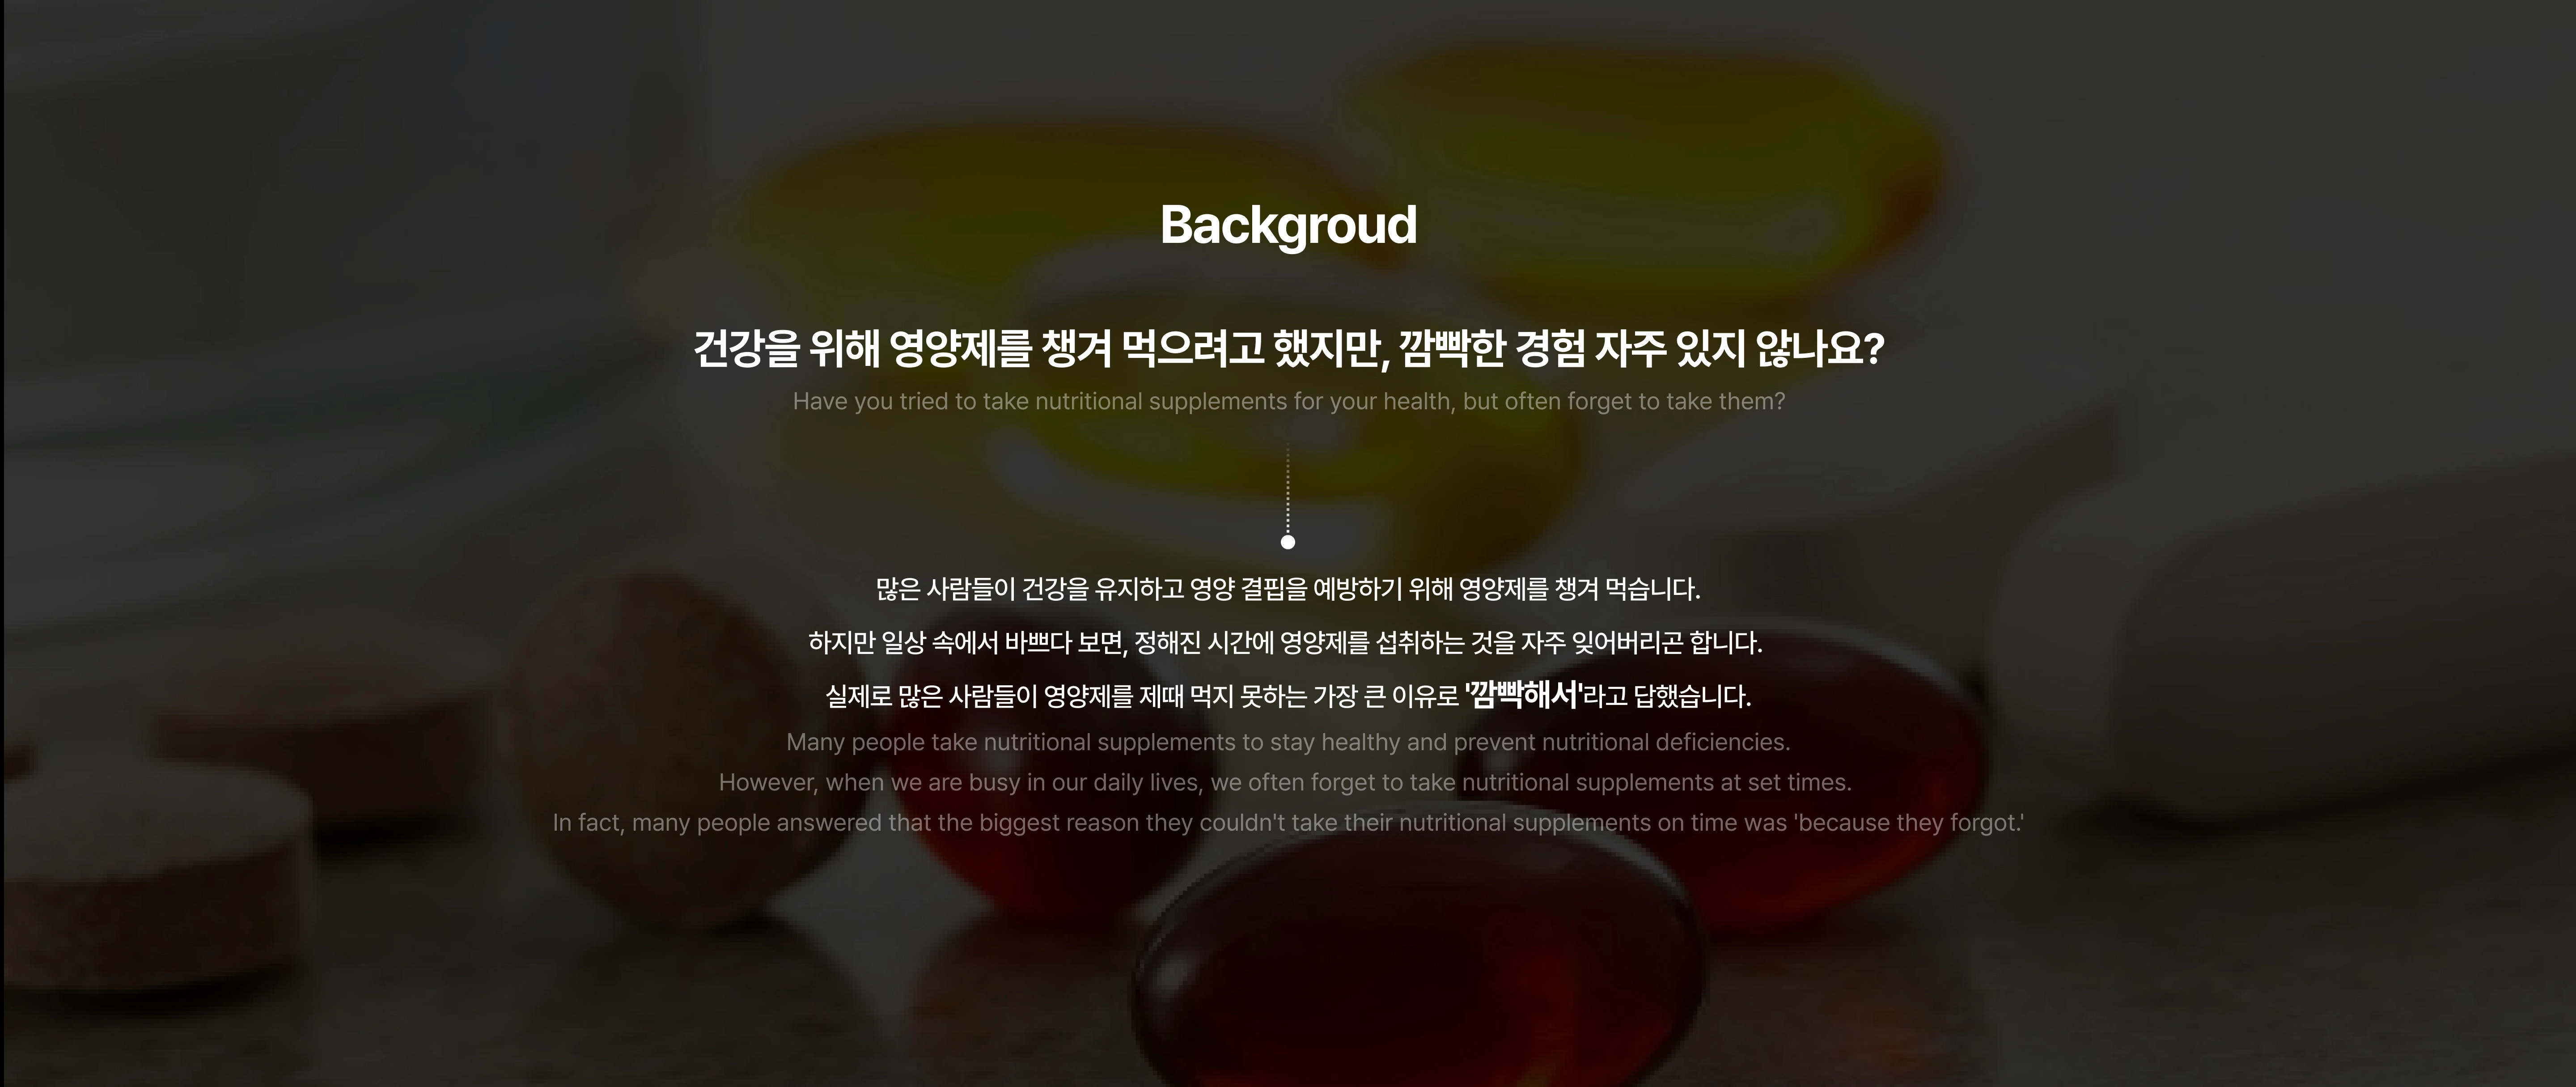 Backgroud
건강을 위해 영양제를 챙겨 먹으려고 했지만, 깜빡한 경험 자주 있지 않나요?
Have you tried to take nutritional supplements for your health, but often forget to take them?
많은 사람들이 건강을 유지하고 영양 결핍을 예방하기 위해 영양제를 챙겨 먹습니다.
하지만 일상 속에서 바쁘다 보면, 정해진 시간에 영양제를 섭취하는 것을 자주 잊어버리곤 합니다.
실제로 많은 사람들이 영양제를 제때 먹지 못하는 가장 큰 이유로 '깜빡해서'라고 답했습니다.
Many people take nutritional supplements to stay healthy and prevent nutritional deficiencies.
However, when we are busy in our daily lives, we often forget to take nutritional supplements at set times.
In fact, many people answered that the biggest reason they couldn't take their nutritional supplements on time was 'because they forgot.'